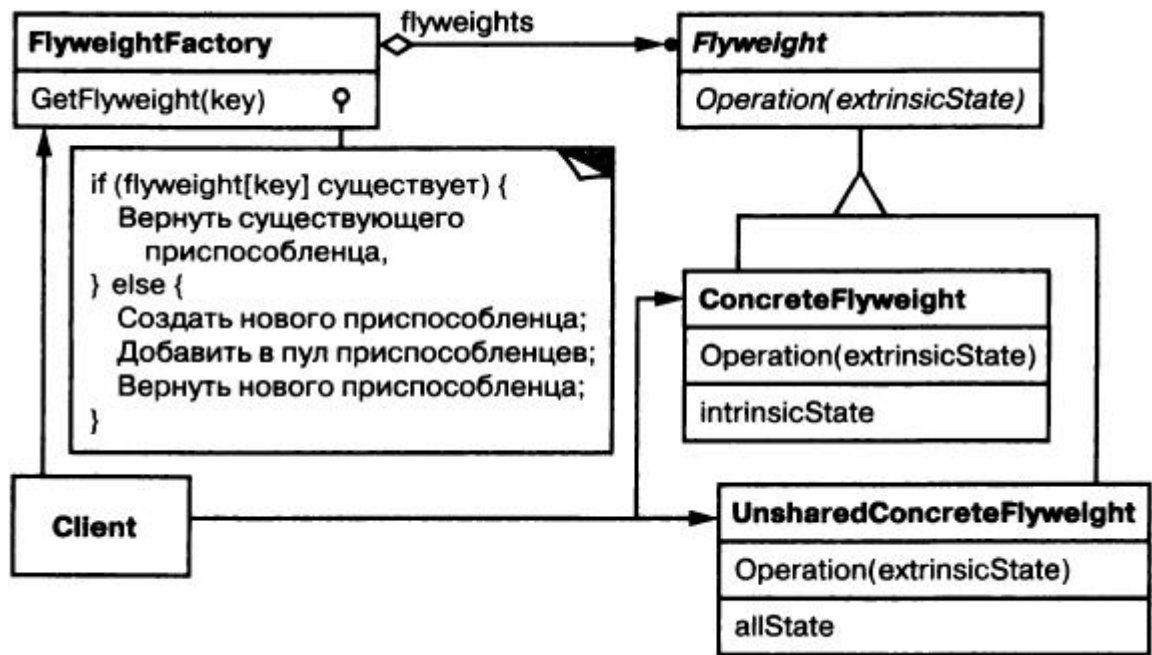 flyweights
FlyweightFactory
GetFlyweight(key)
Flyweight
Operation(extrinsicState)
if (flyweight[key] существует) {
Вернуть существующего
приспособленца,
} else {
Создать нового приспособленца;
Добавить в пул приспособленцев;
Вернуть нового приспособленца;
}
ConcreteFlyweight
Operation(extrinsicState)
intrinsicState
Client
UnsharedConcreteFlyweight
Operation(extrinsicState)
allState